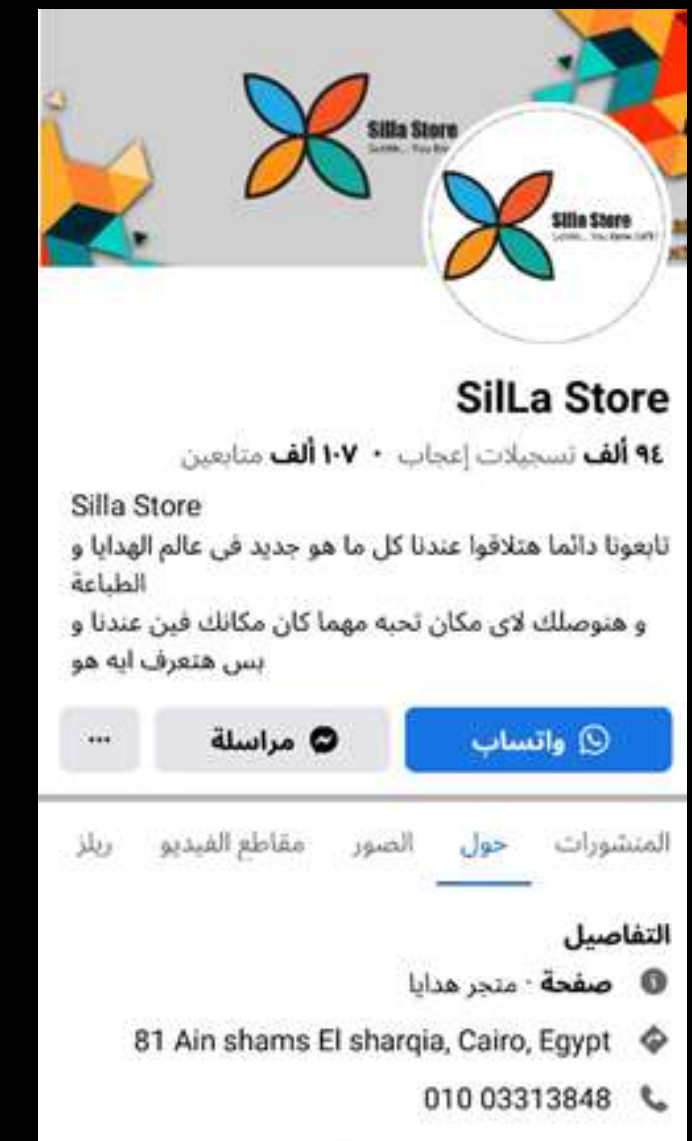 Silla Store
Silla Store
SilLa Store
٩٤ ألف تسجيلات إعجاب • ١٠٧ ألف متابعين
Silla Store
تابعونا دائما هتلاقوا عندنا كل ما هو جديد فى عالم الهدايا و
الطباعة
و هنوصلك لاى مكان تحبه مهما كان مكانك فين عندنا و
بس هتعرف ايه هو
واتساب
مراسلة
...
المنشورات حول الصور مقاطع الفيديو ريلز
التفاصيل
صفحة · متجر هدايا
81 Ain shams El sharqia, Cairo, Egypt
010 03313848